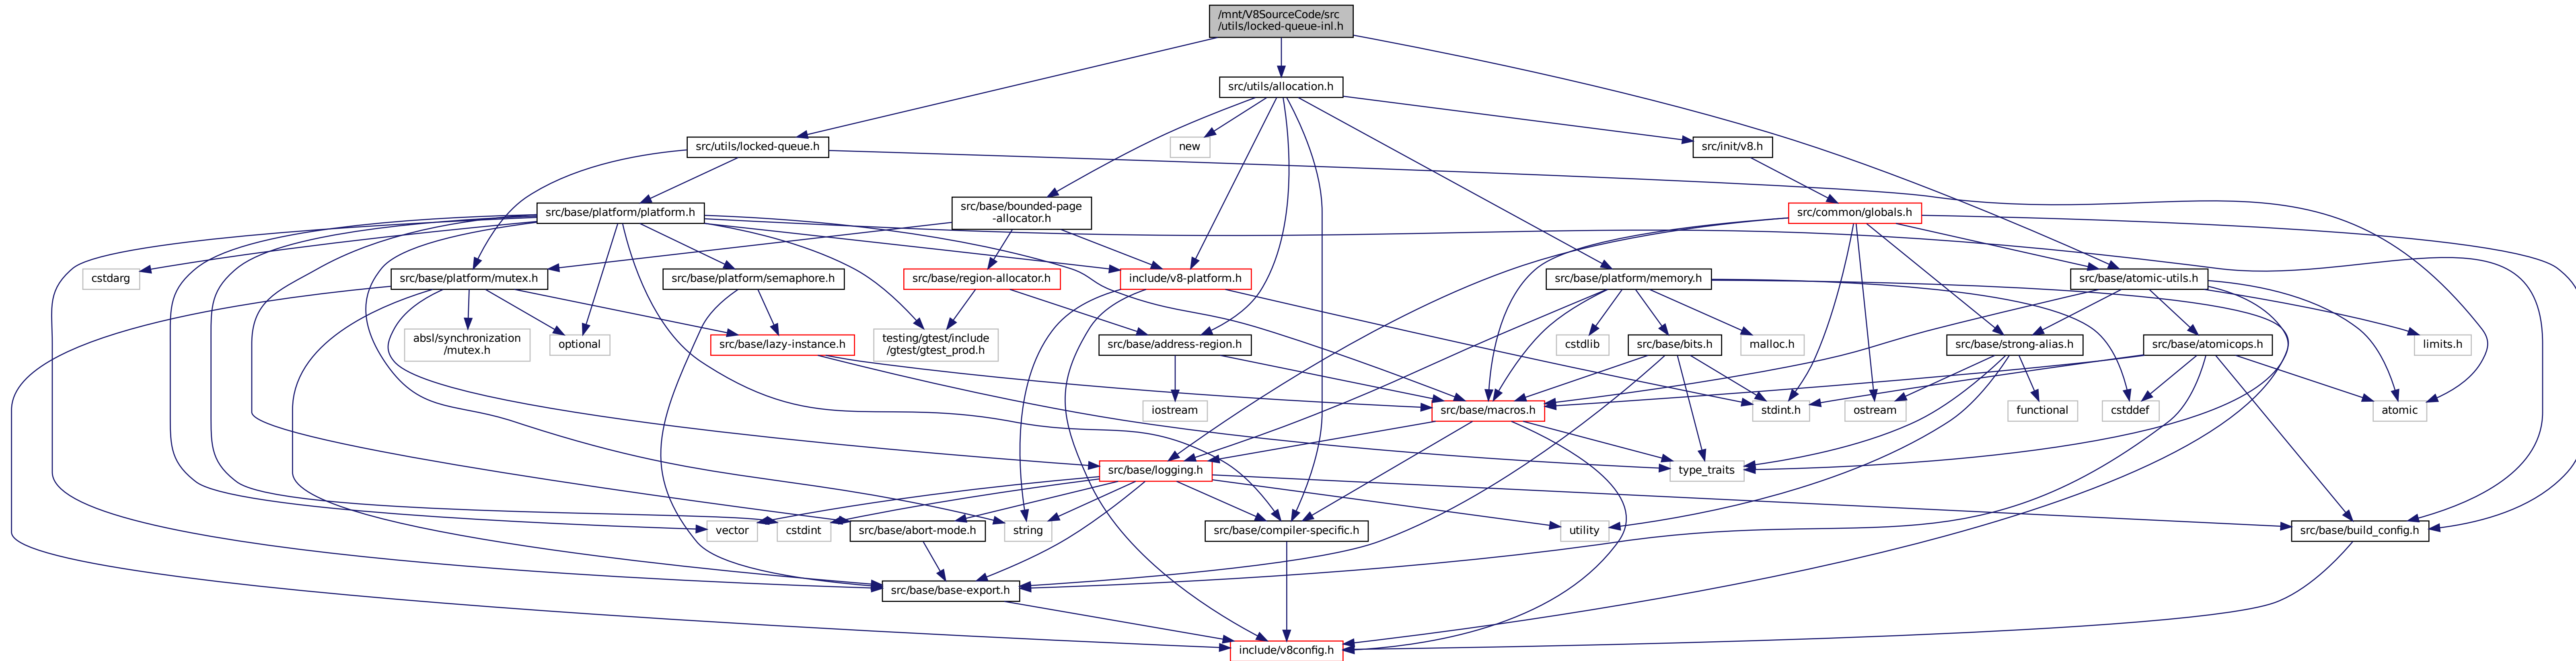 /mnt/V8SourceCode/src
/utils/locked-queue-inl.h
src/utils/allocation.h
src/utils/locked-queue.h
new
src/init/v8.h
src/base/platform/platform.h
src/base/bounded-page
-allocator.h
src/common/globals.h
cstdarg
src/base/platform/mutex.h
src/base/platform/semaphore.h
src/base/region-allocator.h
include/v8-platform.h
src/base/platform/memory.h
src/base/atomic-utils.h
absl/synchronization
/mutex.h
optional
src/base/lazy-instance.h
testing/gtest/include
/gtest/gtest_prod.h
src/base/address-region.h
cstdlib
src/base/bits.h
malloc.h
src/base/strong-alias.h
src/base/atomicops.h
limits.h
iostream
src/base/macros.h
stdint.h
ostream
functional
cstddef
atomic
src/base/logging.h
type_traits
vector
cstdint
src/base/abort-mode.h
string
src/base/compiler-specific.h
utility
src/base/build_config.h
src/base/base-export.h
include/v8config.h